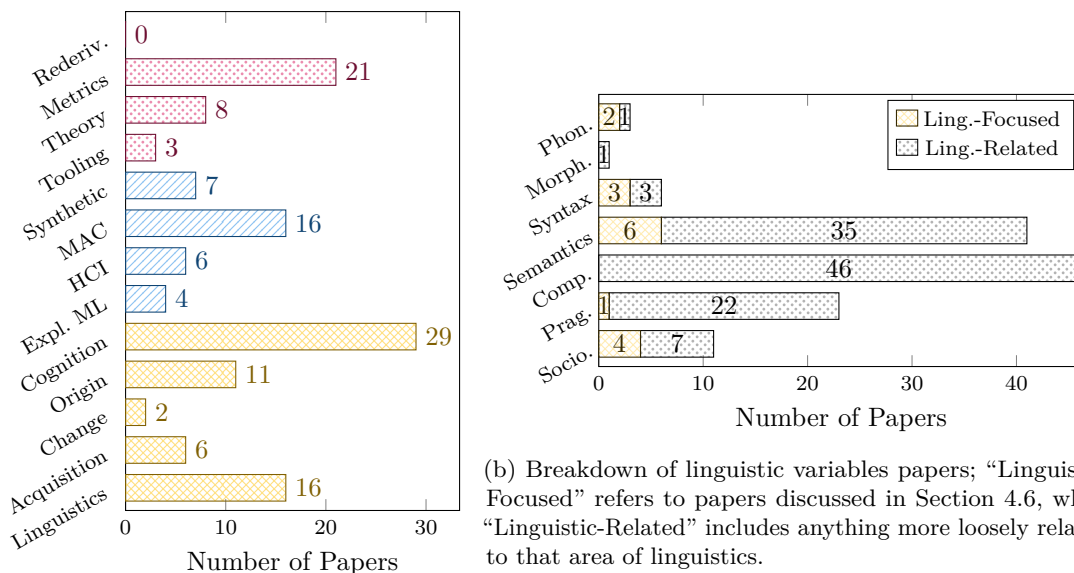 Rederiv.
0
Metrics
21
Theory
8
Tooling
3
Synthetic
7
MAC
16
HCI
6
Expl. ML
4
Cognition
29
Origin
11
Change
2
Acquisition
6
Linguistics
16
0 10 20 30
Number of Papers
Ling.-Focused
Ling.-Related
Phon.
2 1
Morph.
1
Syntax
3 3
Semantics
6 35
Comp.
46
Prag.
1 22
Socio.
4 7
0 10 20 30 40
Number of Papers
(b) Breakdown of linguistic variables papers; “Linguis
Focused” refers to papers discussed in Section 4.6, wh
“Linguistic-Related” includes anything more loosely rela
to that area of linguistics.